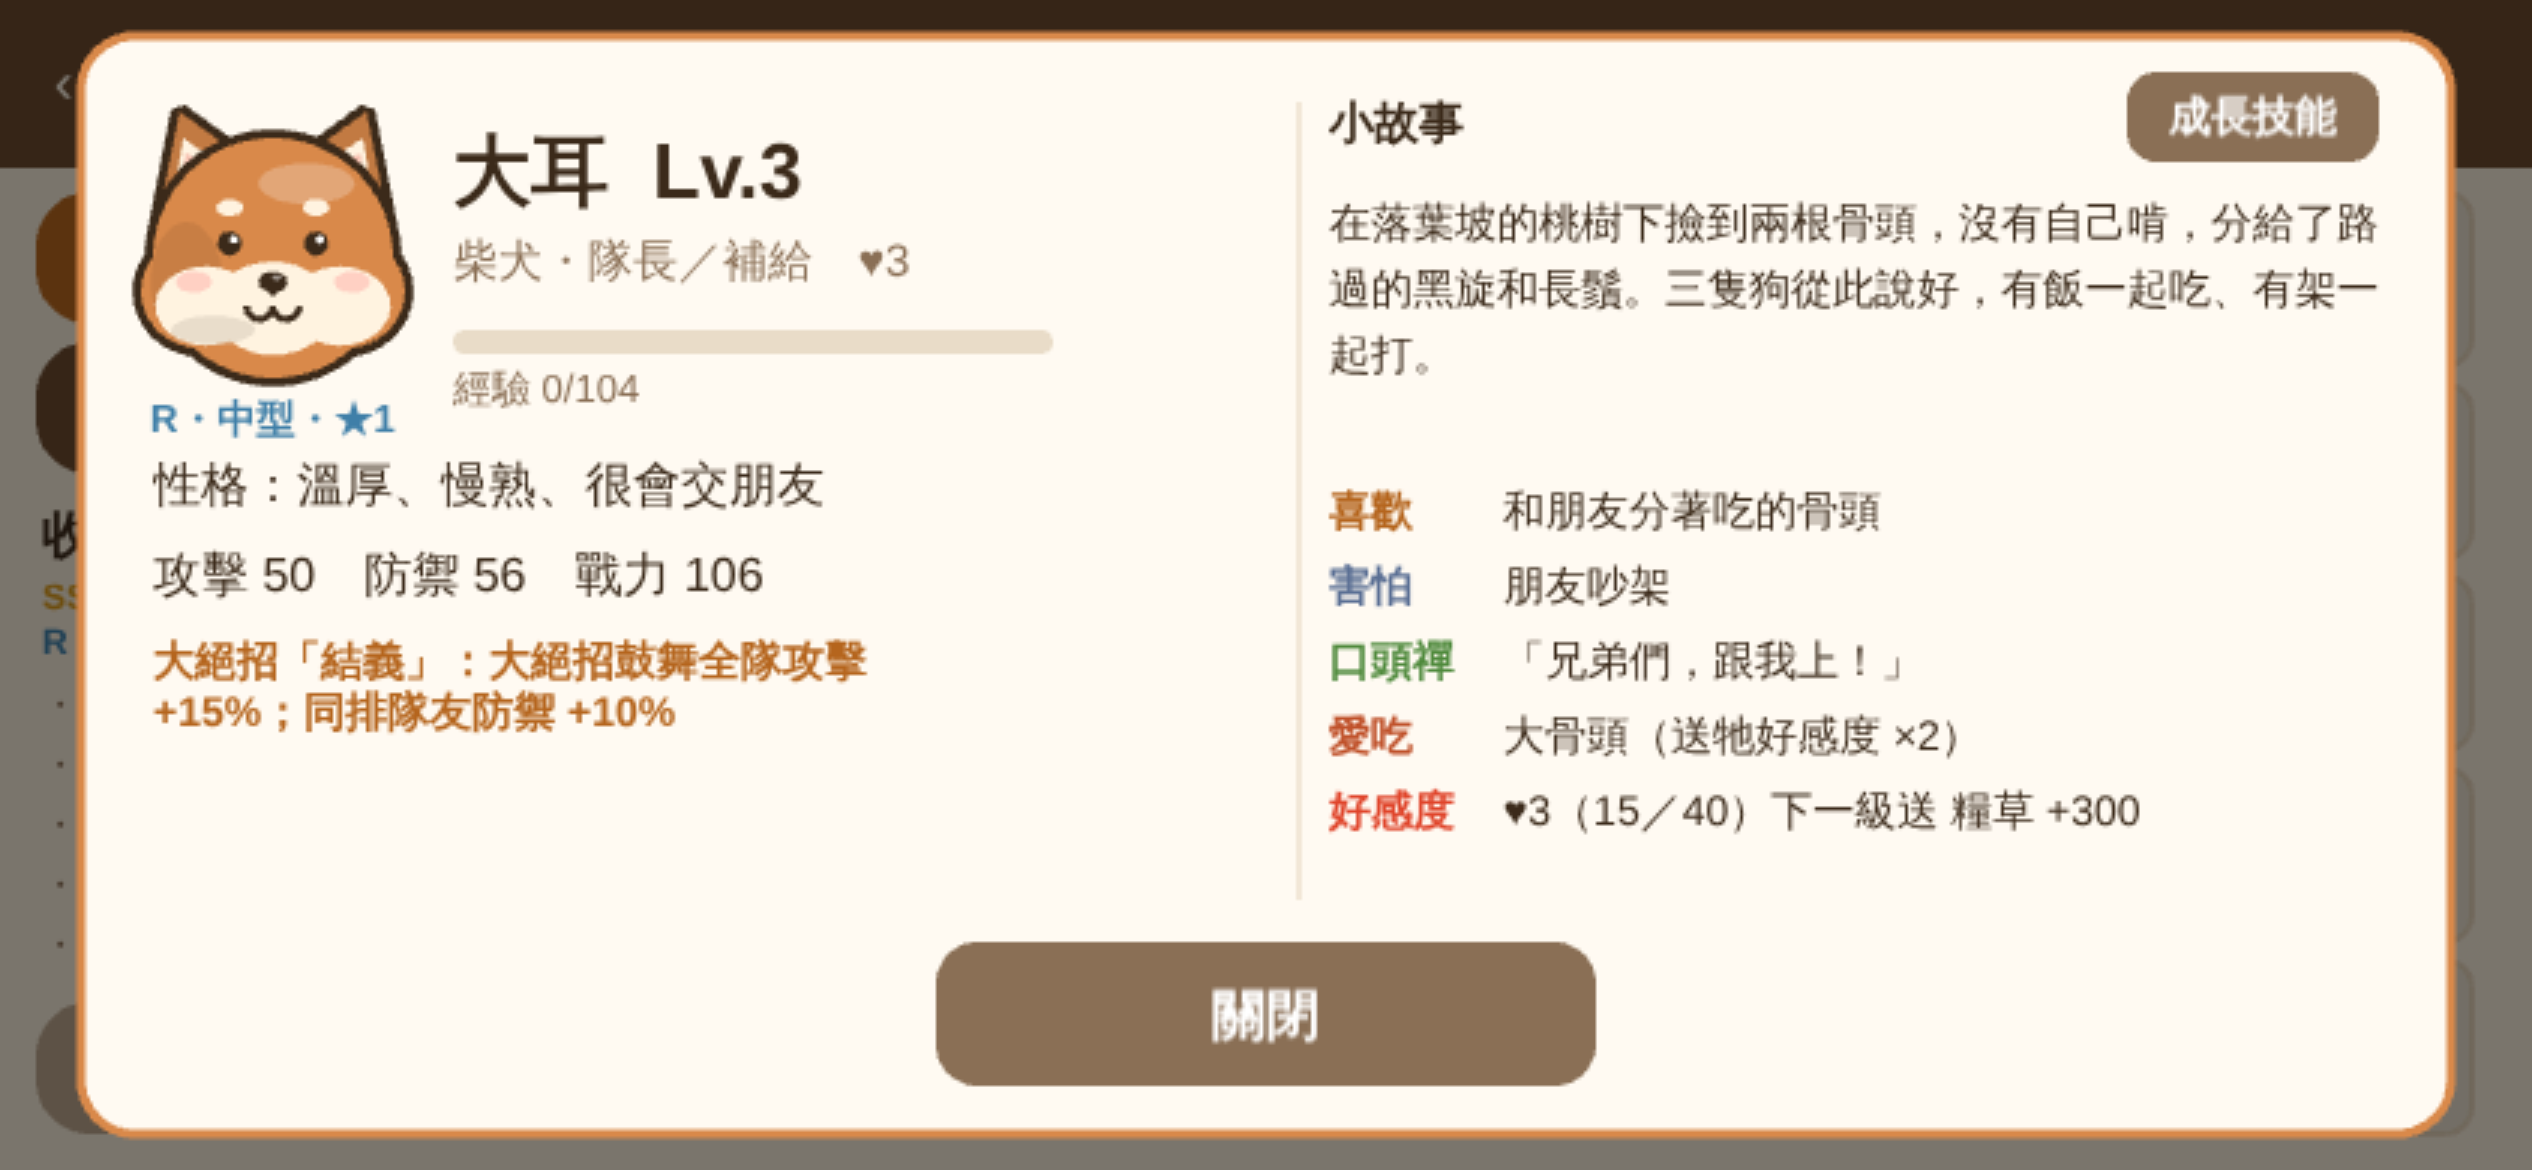 大耳 Lv.3
柴犬・隊長／補給 ♥3
經驗 0/104
R・中型・★1
性格：溫厚、慢熟、很會交朋友
攻擊 50 防禦 56 戰力 106
大絕招「結義」：大絕招鼓舞全隊攻擊
+15%；同排隊友防禦 +10%
小故事
成長技能
在落葉坡的桃樹下撿到兩根骨頭，沒有自己啃，分給了路
過的黑旋和長鬚。三隻狗從此說好，有飯一起吃、有架一
起打。
喜歡 和朋友分著吃的骨頭
害怕 朋友吵架
口頭禪 「兄弟們，跟我上！」
愛吃 大骨頭（送牠好感度 ×2）
好感度 ♥3（15／40）下一級送 糧草 +300
關閉
R